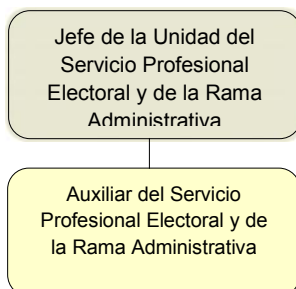 Jefe de la Unidad del
Servicio Profesional
Electoral y de la Rama
Administrativa
Auxiliar del Servicio
Profesional Electoral y de
la Rama Administrativa